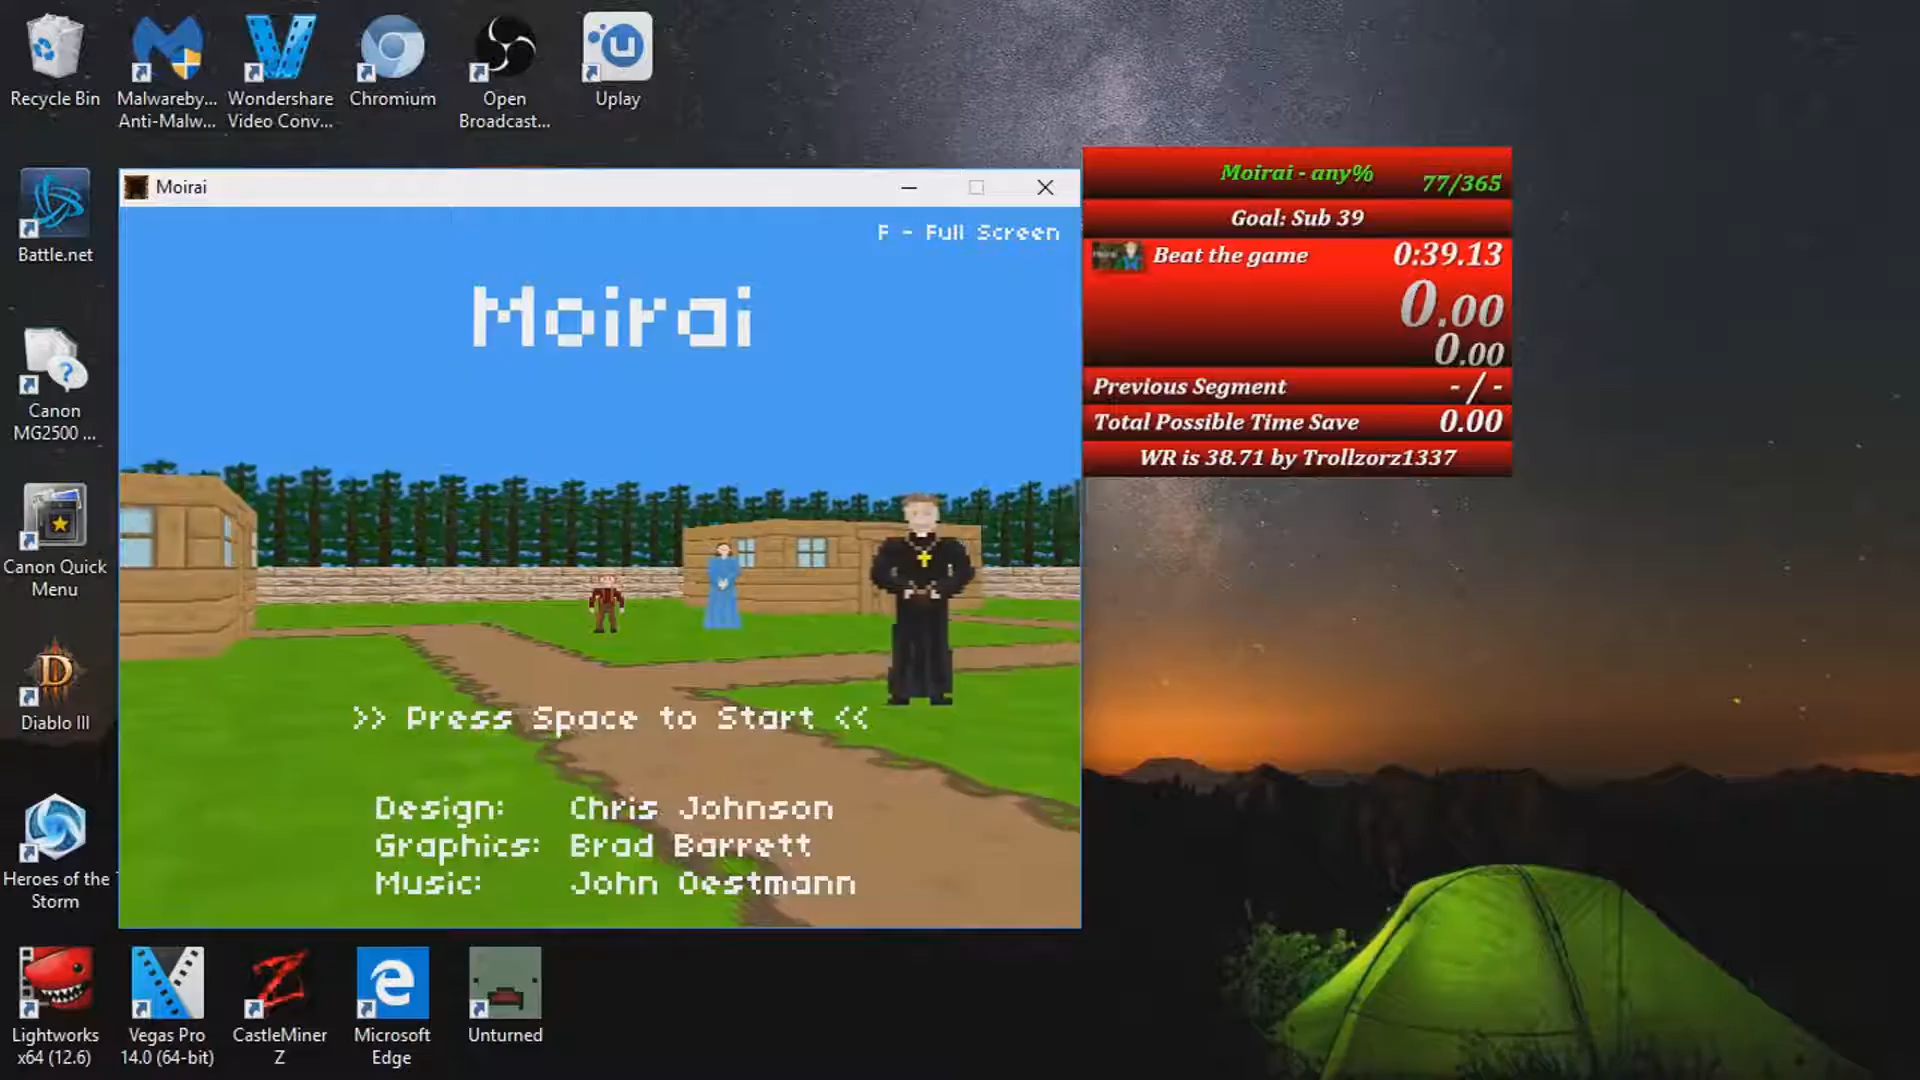 Recycle Bin
Malwareby...
Anti-Malw...
Wondershare
Video Conv...
Chromium
Open
Broadcast...
Uplay
Battle.net
Canon
MG2500 ...
Canon Quick
Menu
Diablo III
Heroes of the
Storm
Lightworks
x64 (12.6)
Vegas Pro
14.0 (64-bit)
CastleMiner
Z
Microsoft
Edge
Unturned
Moirai
F - Full Screen
Moirai
>> Press Space to Start <<
Design: Chris Johnson
Graphics: Brad Barrett
Music: John Oestmann
Moirai - any% 77/365
Goal: Sub 39
Beat the game 0:39.13
0.00
0.00
Previous Segment - / -
Total Possible Time Save 0.00
WR is 38.71 by Trollzorz1337